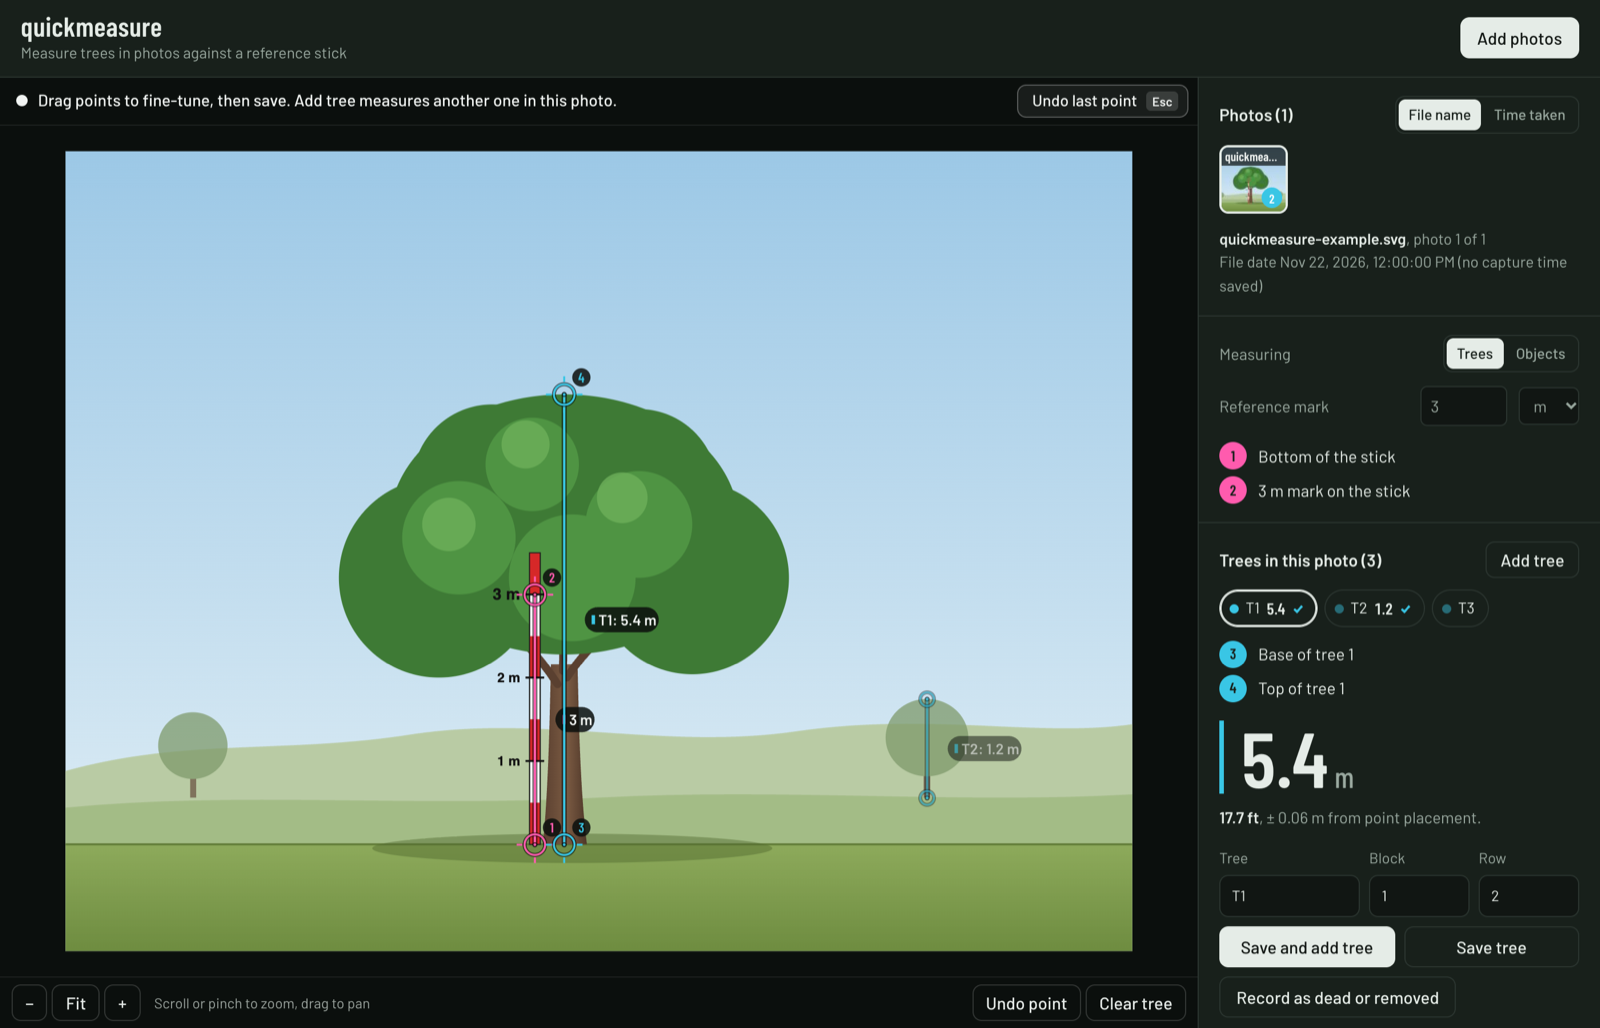 quickmeasure
Measure trees in photos against a reference stick
Add photos
Drag points to fine-tune, then save. Add tree measures another one in this photo.
Undo last point Esc
4
2
3 m
T1: 5.4 m
2 m
3 m
T2: 1.2 m
1 m
1 3
− Fit + Scroll or pinch to zoom, drag to pan
Undo point Clear tree
Photos (1)
File name Time taken
quickmea...
2
quickmeasure-example.svg, photo 1 of 1
File date Nov 22, 2026, 12:00:00 PM (no capture time
saved)
Measuring
Trees Objects
Reference mark 3 m
1 Bottom of the stick
2 3 m mark on the stick
Trees in this photo (3) Add tree
T1 5.4 ✓ T2 1.2 ✓ T3
3 Base of tree 1
4 Top of tree 1
5.4 m
17.7 ft, ± 0.06 m from point placement.
Tree Block Row
T1 1 2
Save and add tree Save tree
Record as dead or removed